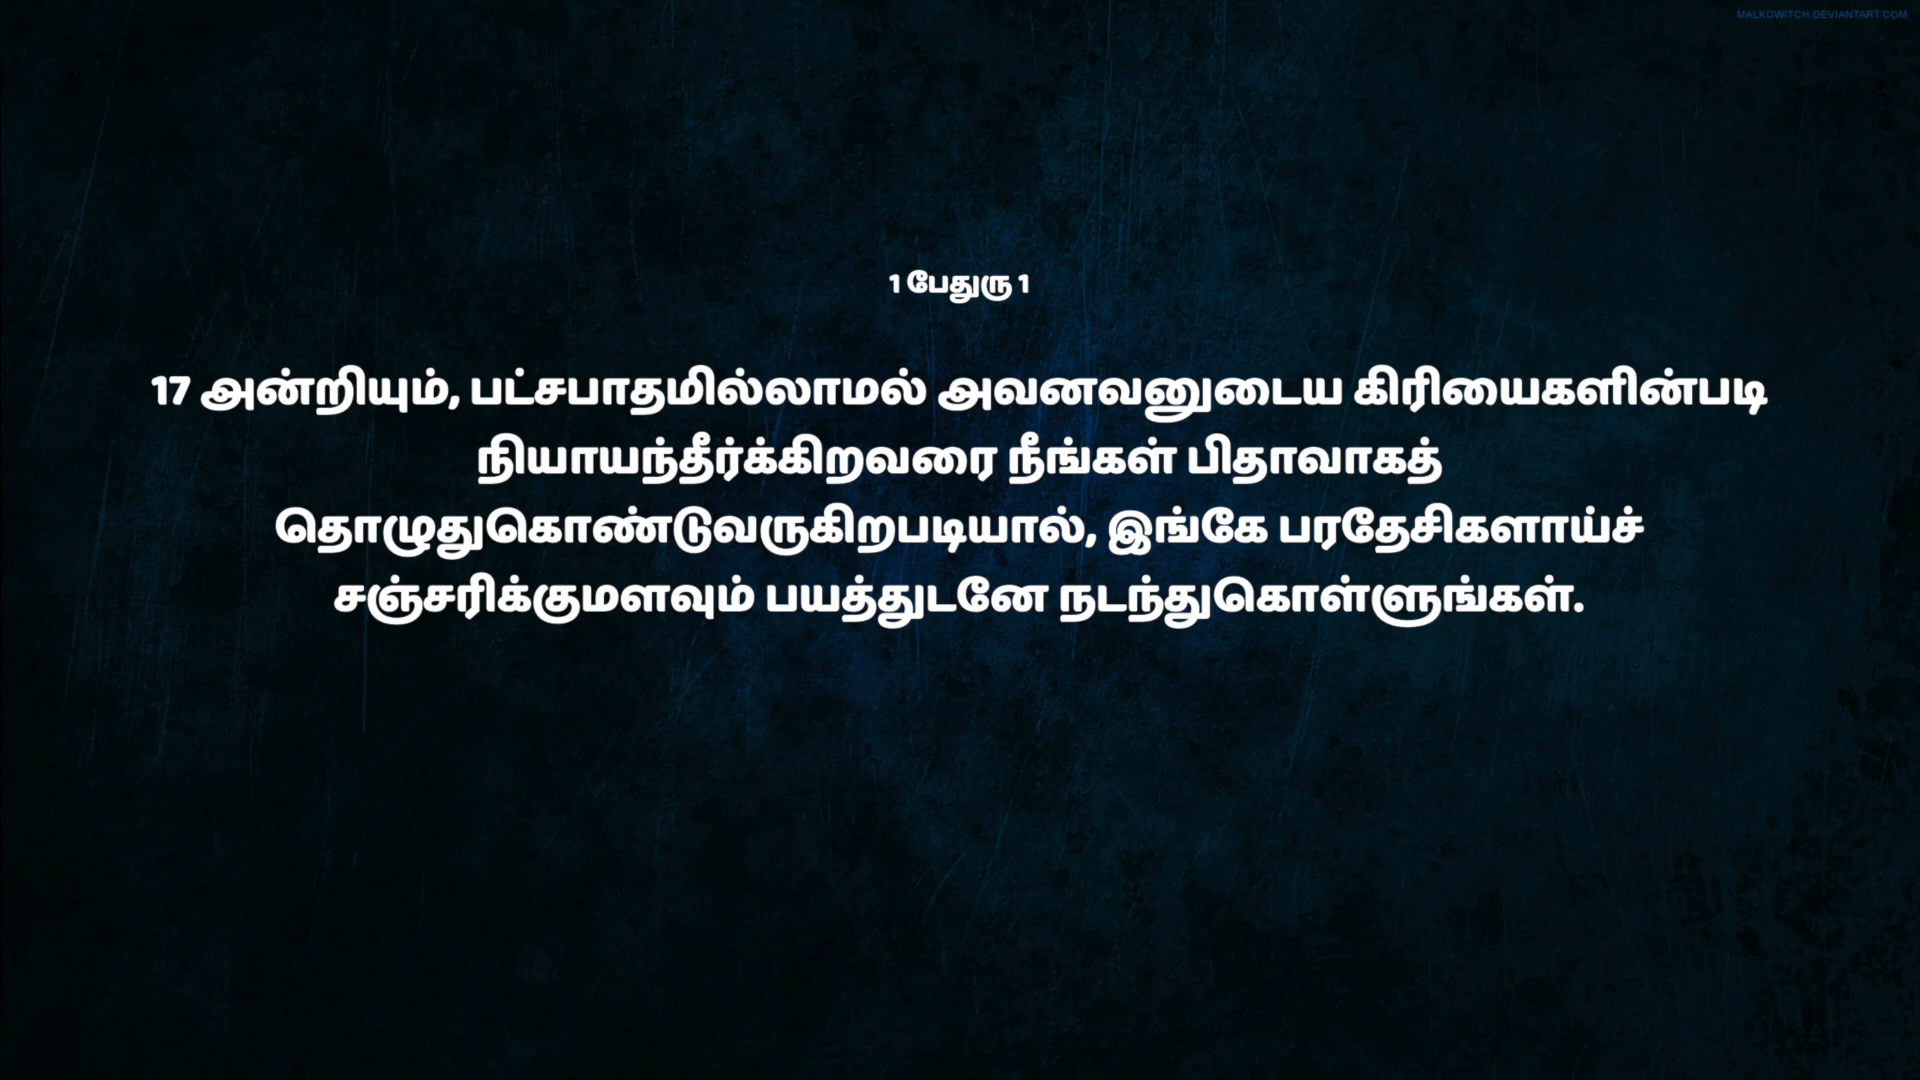 MALKOWITCH.DEVIANTART.COM
1 பேதுரு 1
17 அன்றியும், பட்சபாதமில்லாமல் அவனவனுடைய கிரியைகளின்படி
நியாயந்தீர்க்கிறவரை நீங்கள் பிதாவாகத்
தொழுதுகொண்டுவருகிறபடியால், இங்கே பரதேசிகளாய்ச்
சஞ்சரிக்குமளவும் பயத்துடனே நடந்துகொள்ளுங்கள்.